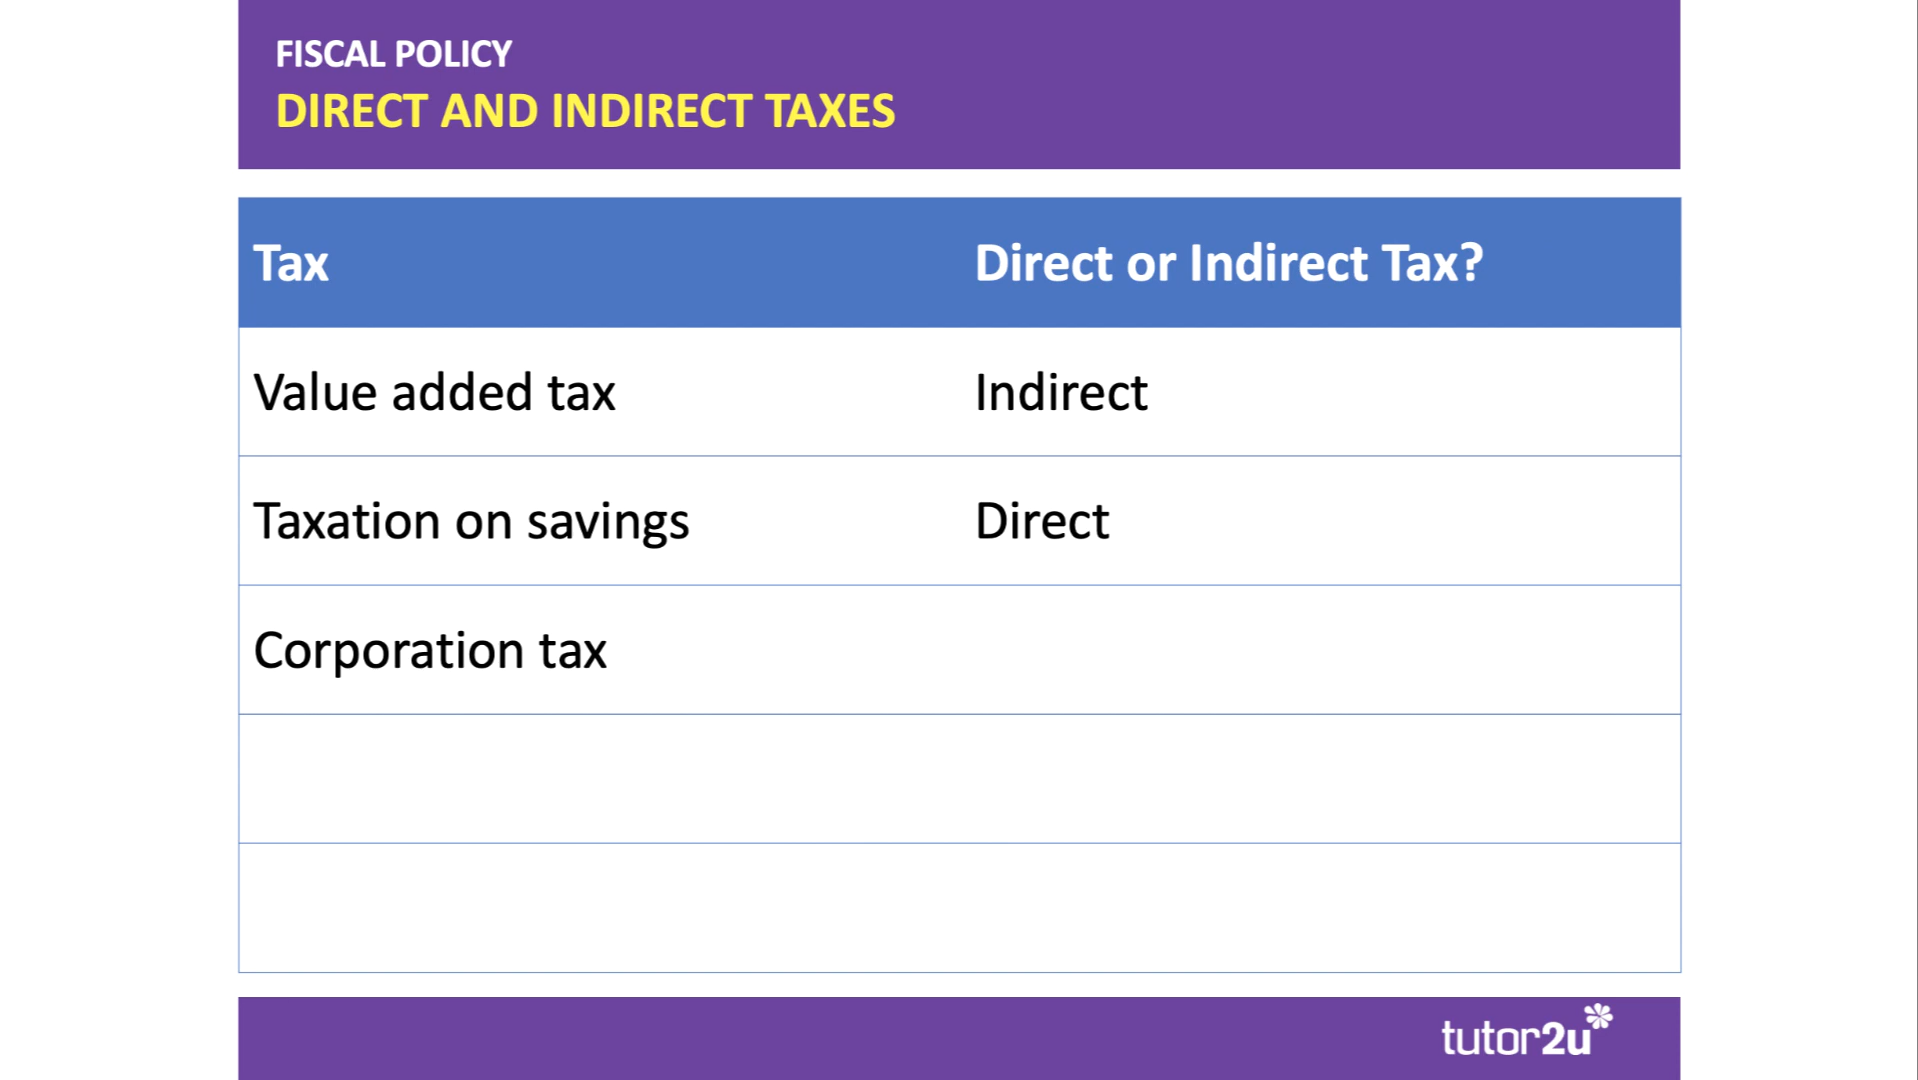 FISCAL POLICY
DIRECT AND INDIRECT TAXES
Tax Direct or Indirect Tax?
Value added tax Indirect
Taxation on savings Direct
Corporation tax
tutor2u